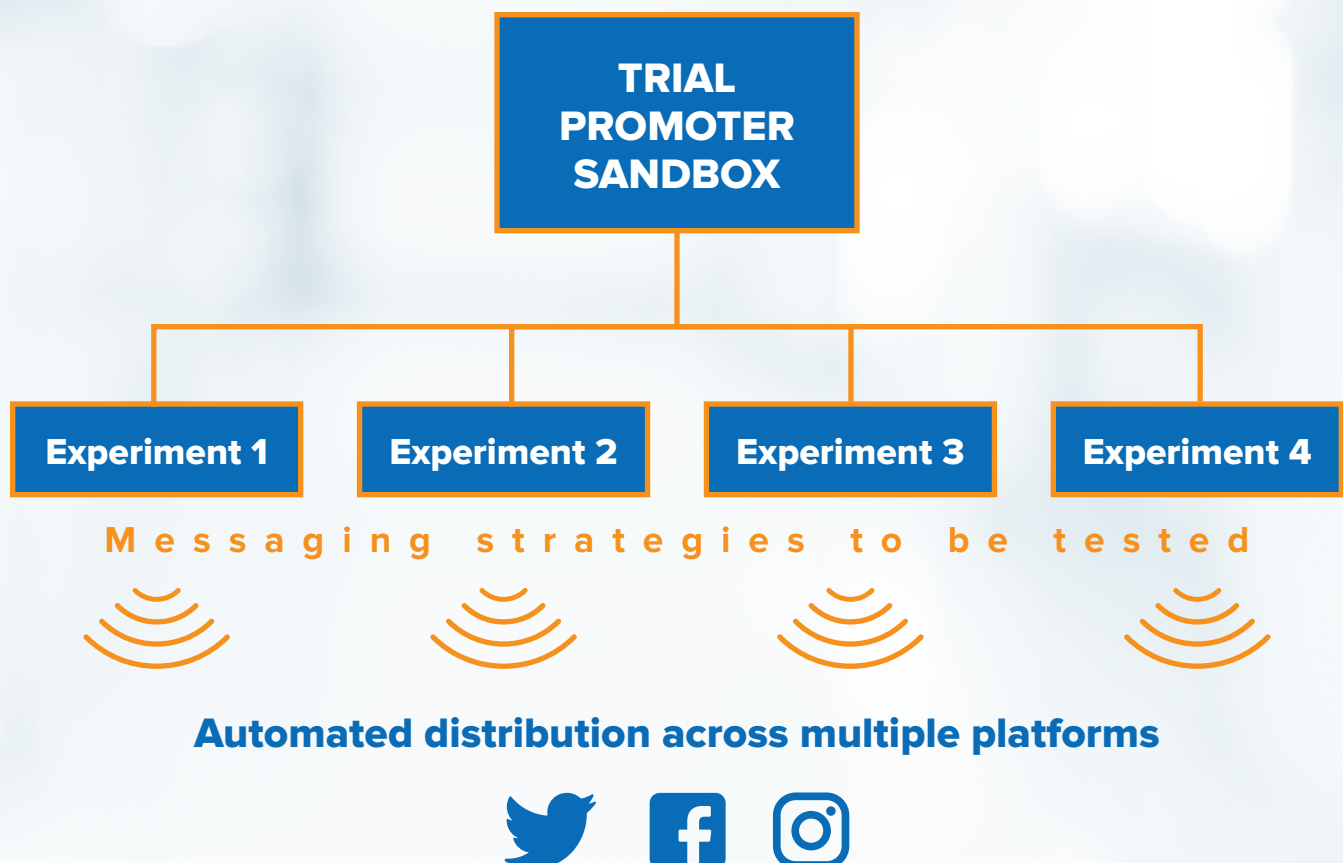 TRIAL
PROMOTER
SANDBOX
Experiment 1
Experiment 2
Experiment 3
Experiment 4
Messaging strategies to be tested
Automated distribution across multiple platforms